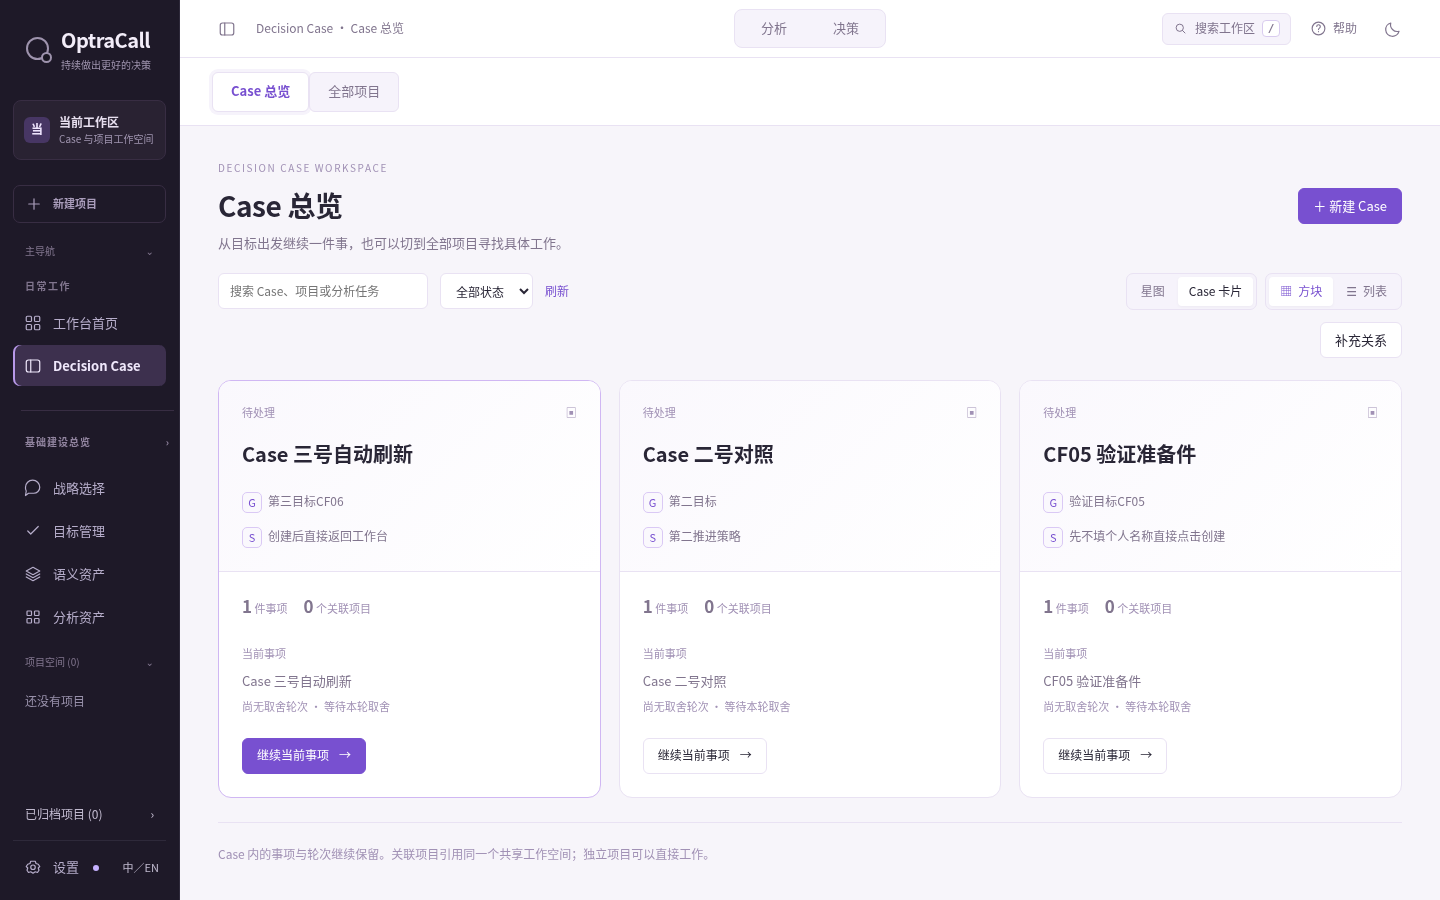 OptraCall
持续做出更好的决策
当
当前工作区
Case 与项目工作空间
新建项目
主导航
日常工作
工作台首页
Decision Case
基础建设总览
战略选择
目标管理
语义资产
分析资产
项目空间 (0)
还没有项目
已归档项目 (0)
设置
中／EN
Decision Case · Case 总览
分析
决策
搜索工作区 /
帮助
Case 总览
全部项目
DECISION CASE WORKSPACE
Case 总览
从目标出发继续一件事，也可以切到全部项目寻找具体工作。
＋ 新建 Case
搜索 Case、项目或分析任务
全部状态
刷新
星图
Case 卡片
方块
列表
补充关系
待处理
Case 三号自动刷新
G 第三目标CF06
S 创建后直接返回工作台
1 件事项 0 个关联项目
当前事项
Case 三号自动刷新
尚无取舍轮次 · 等待本轮取舍
继续当前事项 →
待处理
Case 二号对照
G 第二目标
S 第二推进策略
1 件事项 0 个关联项目
当前事项
Case 二号对照
尚无取舍轮次 · 等待本轮取舍
继续当前事项 →
待处理
CF05 验证准备件
G 验证目标CF05
S 先不填个人名称直接点击创建
1 件事项 0 个关联项目
当前事项
CF05 验证准备件
尚无取舍轮次 · 等待本轮取舍
继续当前事项 →
Case 内的事项与轮次继续保留。关联项目引用同一个共享工作空间；独立项目可以直接工作。